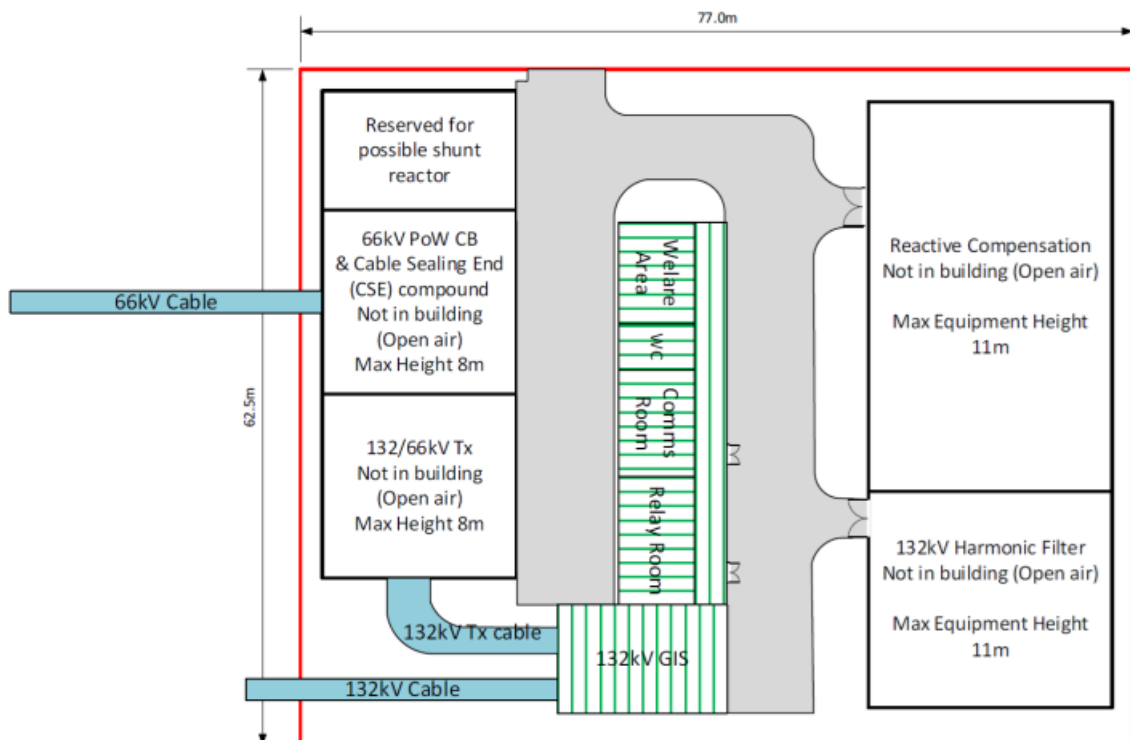 77.0m
62.5m
Reserved for
possible shunt
reactor
66kV PoW CB
& Cable Sealing End
(CSE) compound
Not in building
(Open air)
Max Height 8m
66kV Cable
132/66kV Tx
Not in building
(Open air)
Max Height 8m
132kV Tx cable
132kV Cable
Welare
Area
WC
Comms
Room
Relay Room
132kV GIS
Reactive Compensation
Not in building (Open air)
Max Equipment Height
11m
132kV Harmonic Filter
Not in building (Open air)
Max Equipment Height
11m